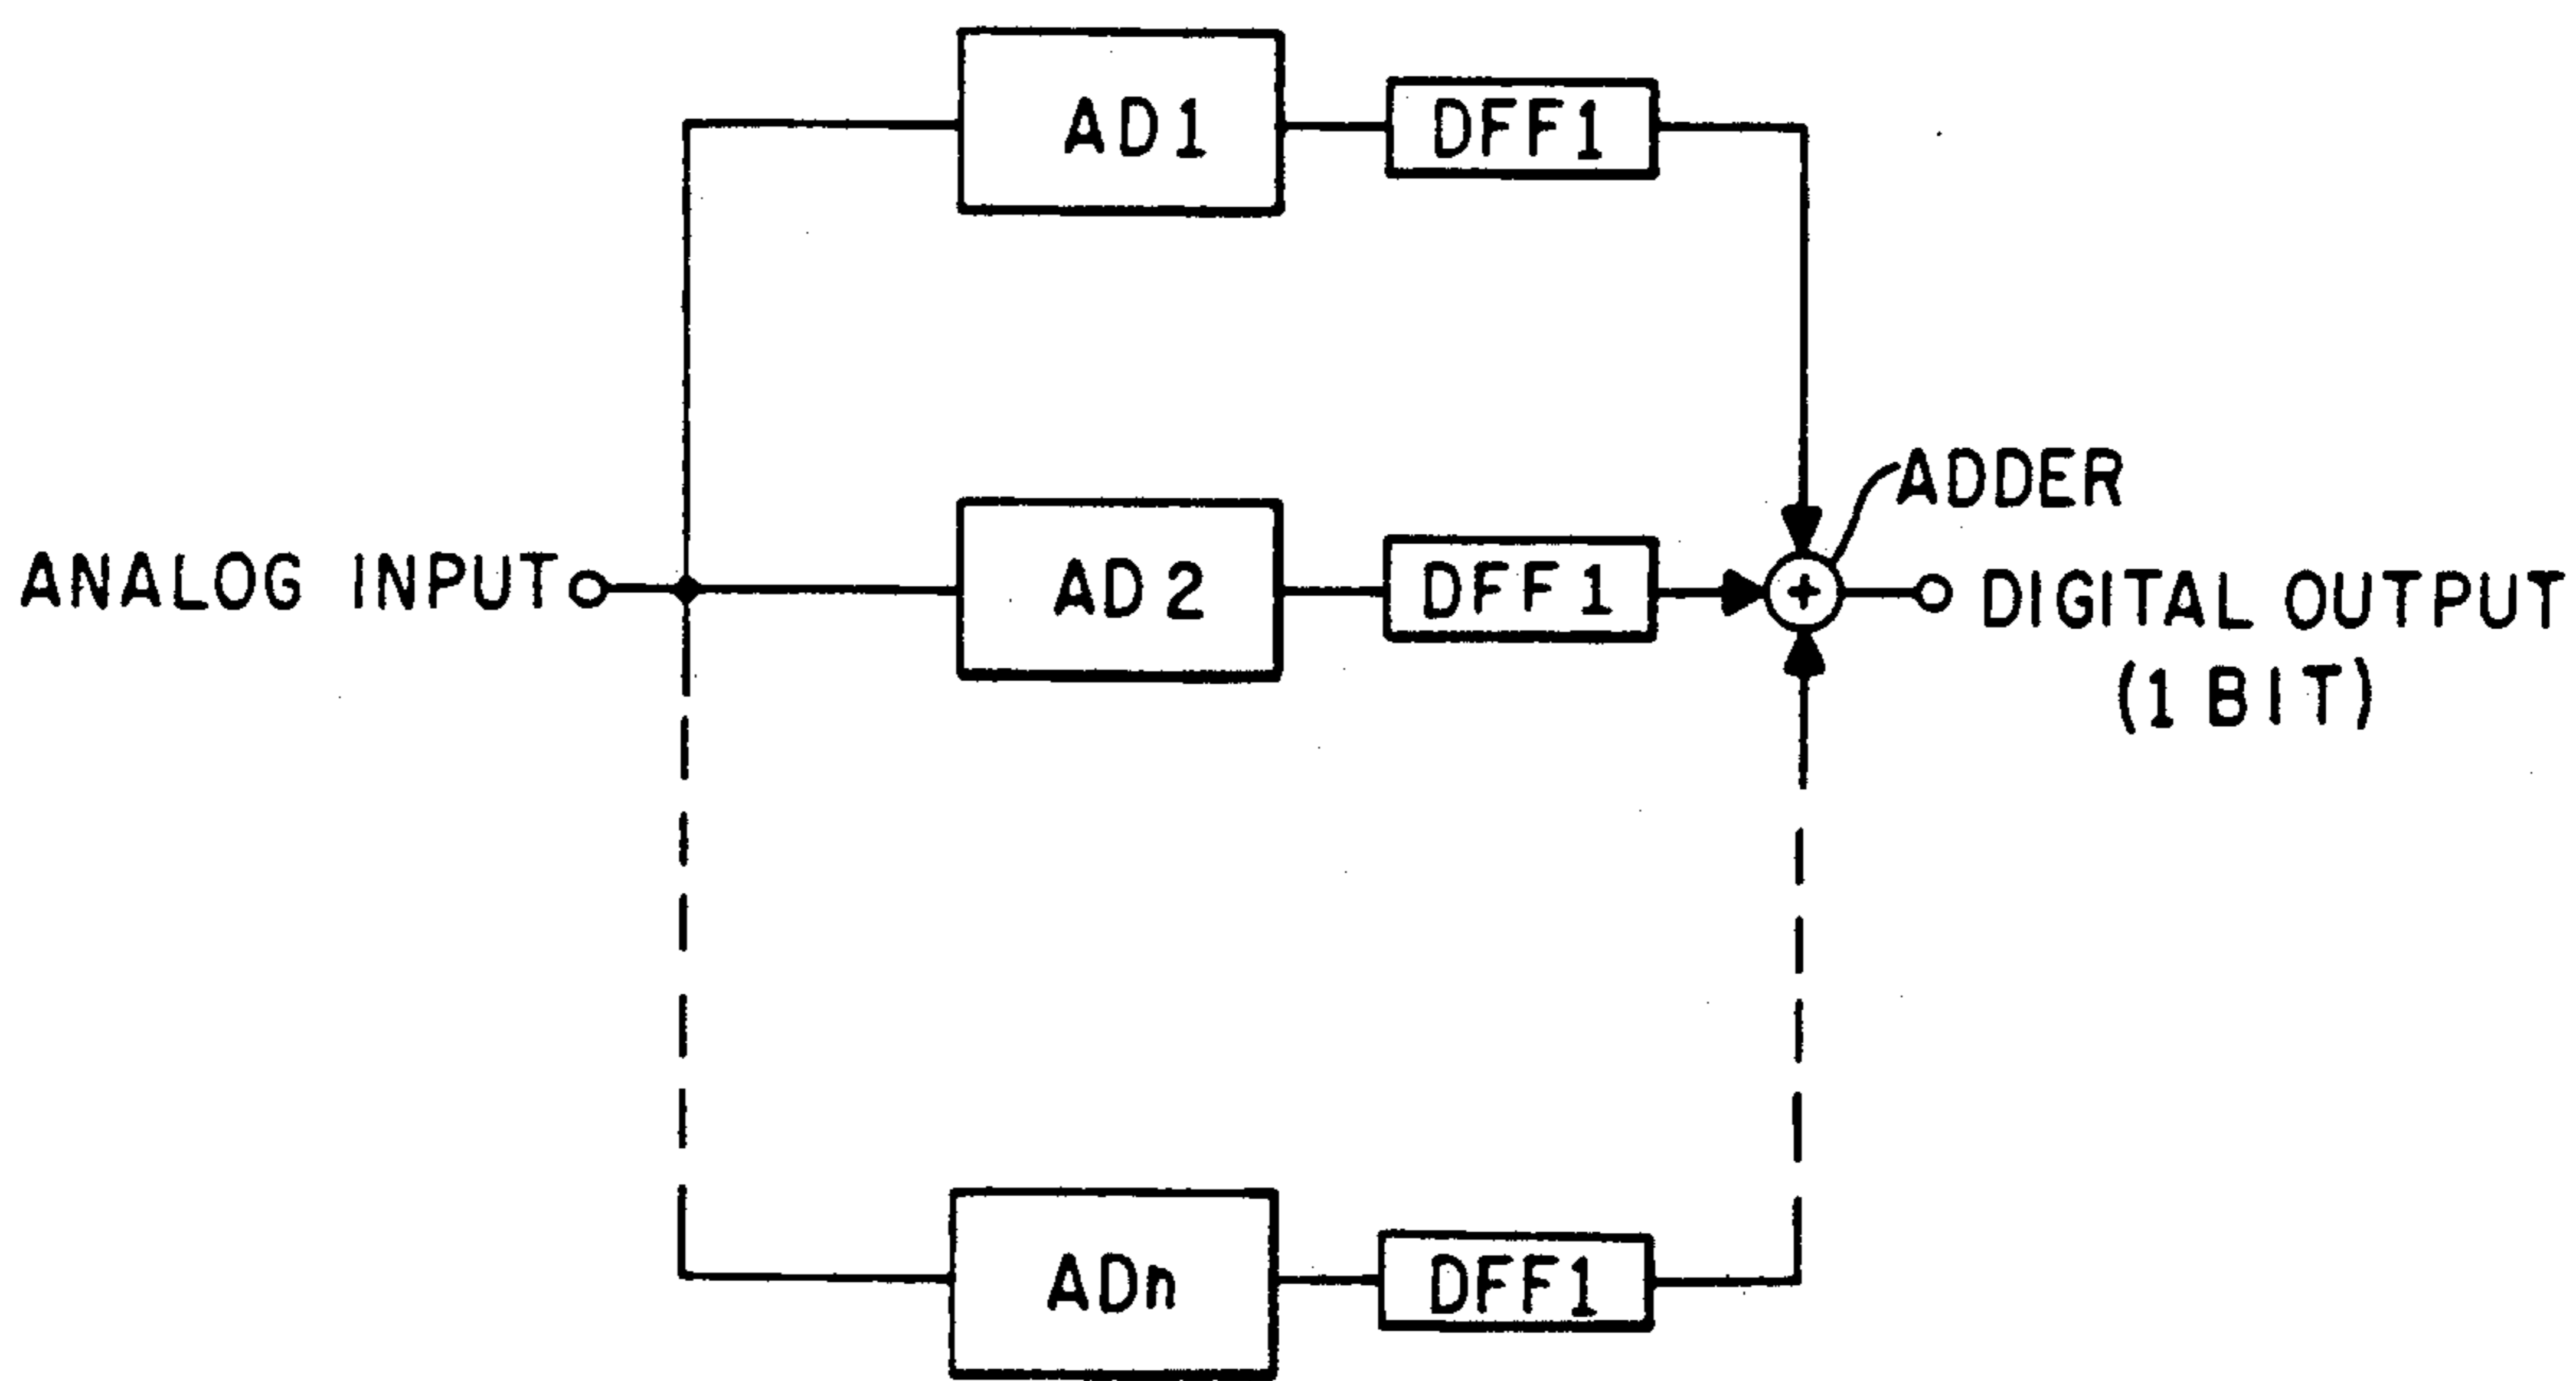 AD1
DFF1
ADDER
ANALOG INPUT
AD2
DFF1
+
DIGITAL OUTPUT
(1 BIT)
ADn
DFF1